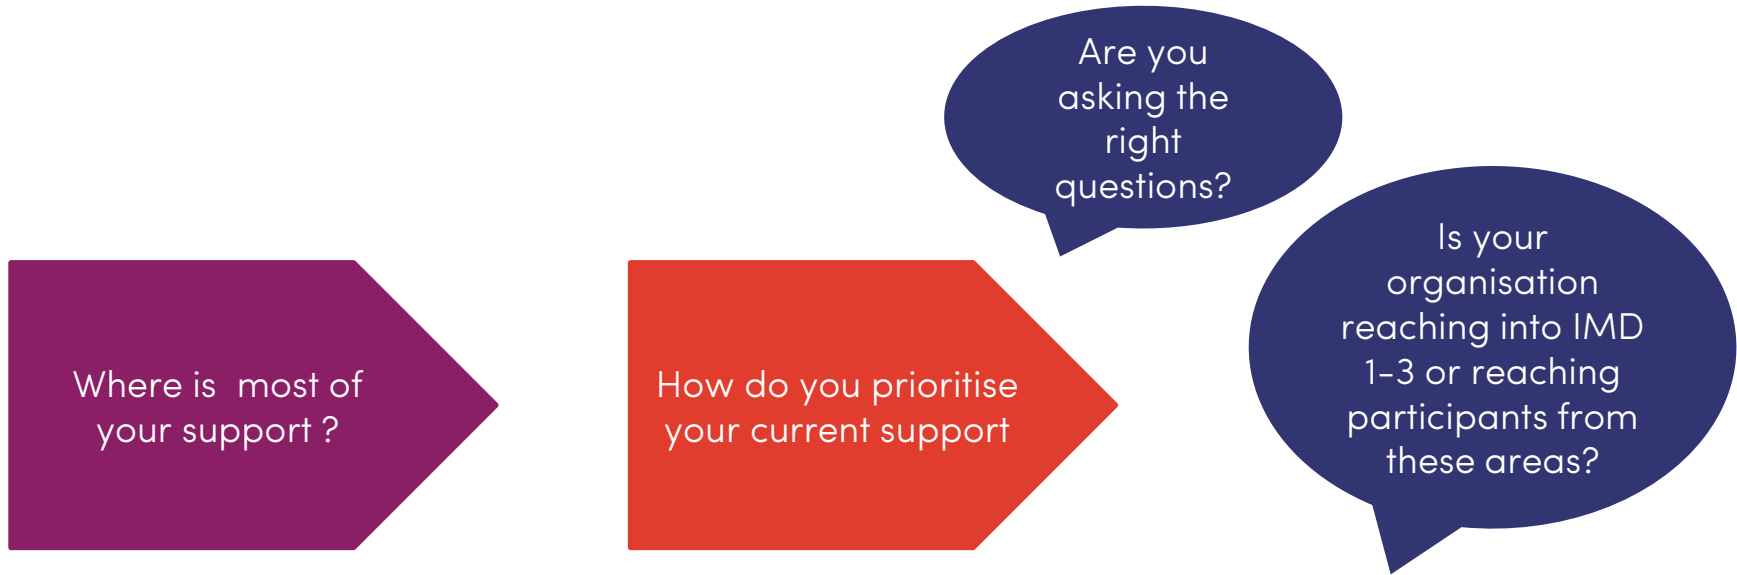 Where is  most of
your support ?
How do you prioritise
your current support
Are you
asking the
right
questions?
Is your
organisation
reaching into IMD
1-3 or reaching
participants from
these areas?